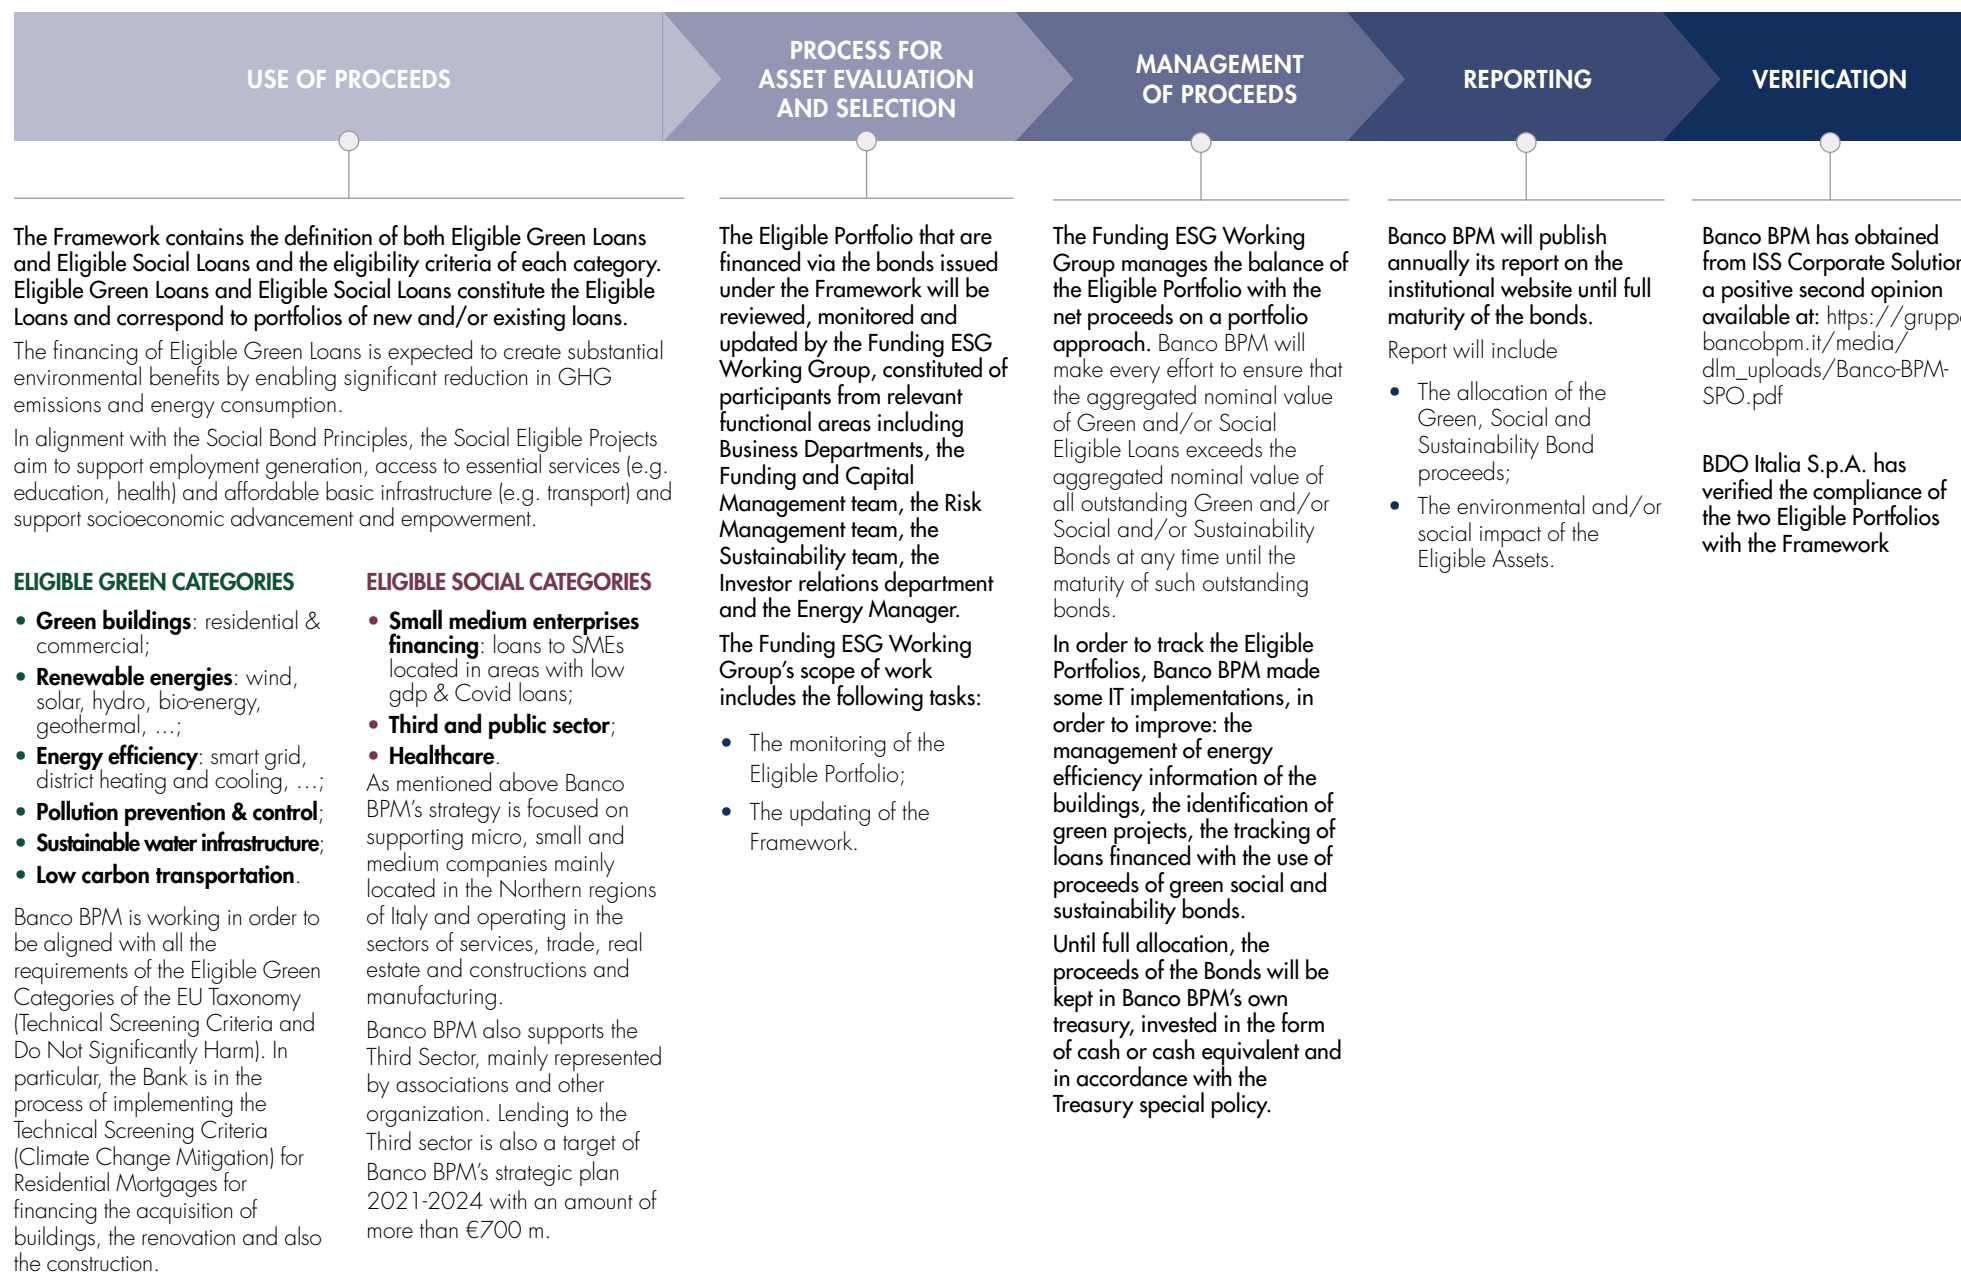 USE OF PROCEEDS
PROCESS FOR
ASSET EVALUATION
AND SELECTION
MANAGEMENT
OF PROCEEDS
REPORTING
VERIFICATION
The Framework contains the definition of both Eligible Green Loans
and Eligible Social Loans and the eligibility criteria of each category.
Eligible Green Loans and Eligible Social Loans constitute the Eligible
Loans and correspond to portfolios of new and/or existing loans.
The financing of Eligible Green Loans is expected to create substantial
environmental benefits by enabling significant reduction in GHG
emissions and energy consumption.
In alignment with the Social Bond Principles, the Social Eligible Projects
aim to support employment generation, access to essential services (e.g.
education, health) and affordable basic infrastructure (e.g. transport) and
support socioeconomic advancement and empowerment.
ELIGIBLE GREEN CATEGORIES
• Green buildings: residential &
commercial;
• Renewable energies: wind,
solar, hydro, bio-energy,
geothermal, ...;
• Energy efficiency: smart grid,
district heating and cooling, ...;
• Pollution prevention & control;
• Sustainable water infrastructure;
• Low carbon transportation.
Banco BPM is working in order to
be aligned with all the
requirements of the Eligible Green
Categories of the EU Taxonomy
(Technical Screening Criteria and
Do Not Significantly Harm). In
particular, the Bank is in the
process of implementing the
Technical Screening Criteria
(Climate Change Mitigation) for
Residential Mortgages for
financing the acquisition of
buildings, the renovation and also
the construction.
ELIGIBLE SOCIAL CATEGORIES
• Small medium enterprises
financing: loans to SMEs
located in areas with low
gdp & Covid loans;
• Third and public sector;
• Healthcare.
As mentioned above Banco
BPM's strategy is focused on
supporting micro, small and
medium companies mainly
located in the Northern regions
of Italy and operating in the
sectors of services, trade, real
estate and constructions and
manufacturing.
Banco BPM also supports the
Third Sector, mainly represented
by associations and other
organization. Lending to the
Third sector is also a target of
Banco BPM's strategic plan
2021-2024 with an amount of
more than €700 m.
The Eligible Portfolio that are
financed via the bonds issued
under the Framework will be
reviewed, monitored and
updated by the Funding ESG
Working Group, constituted of
participants from relevant
functional areas including
Business Departments, the
Funding and Capital
Management team, the Risk
Management team, the
Sustainability team, the
Investor relations department
and the Energy Manager.
The Funding ESG Working
Group's scope of work
includes the following tasks:
• The monitoring of the
Eligible Portfolio;
• The updating of the
Framework.
The Funding ESG Working
Group manages the balance of
the Eligible Portfolio with the
net proceeds on a portfolio
approach. Banco BPM will
make every effort to ensure that
the aggregated nominal value
of Green and/or Social
Eligible Loans exceeds the
aggregated nominal value of
all outstanding Green and/or
Social and/or Sustainability
Bonds at any time until the
maturity of such outstanding
bonds.
In order to track the Eligible
Portfolios, Banco BPM made
some IT implementations, in
order to improve: the
management of energy
efficiency information of the
buildings, the identification of
green projects, the tracking of
loans financed with the use of
proceeds of green social and
sustainability bonds.
Until full allocation, the
proceeds of the Bonds will be
kept in Banco BPM's own
treasury, invested in the form
of cash or cash equivalent and
in accordance with the
Treasury special policy.
Banco BPM will publish
annually its report on the
institutional website until full
maturity of the bonds.
Report will include
• The allocation of the
Green, Social and
Sustainability Bond
proceeds;
• The environmental and/or
social impact of the
Eligible Assets.
Banco BPM has obtained
from ISS Corporate Solution
a positive second opinion
available at: https://grupp
bancobpm.it/media/
dlm_uploads/Banco-BPM-
SPO.pdf
BDO Italia S.p.A. has
verified the compliance of
the two Eligible Portfolios
with the Framework